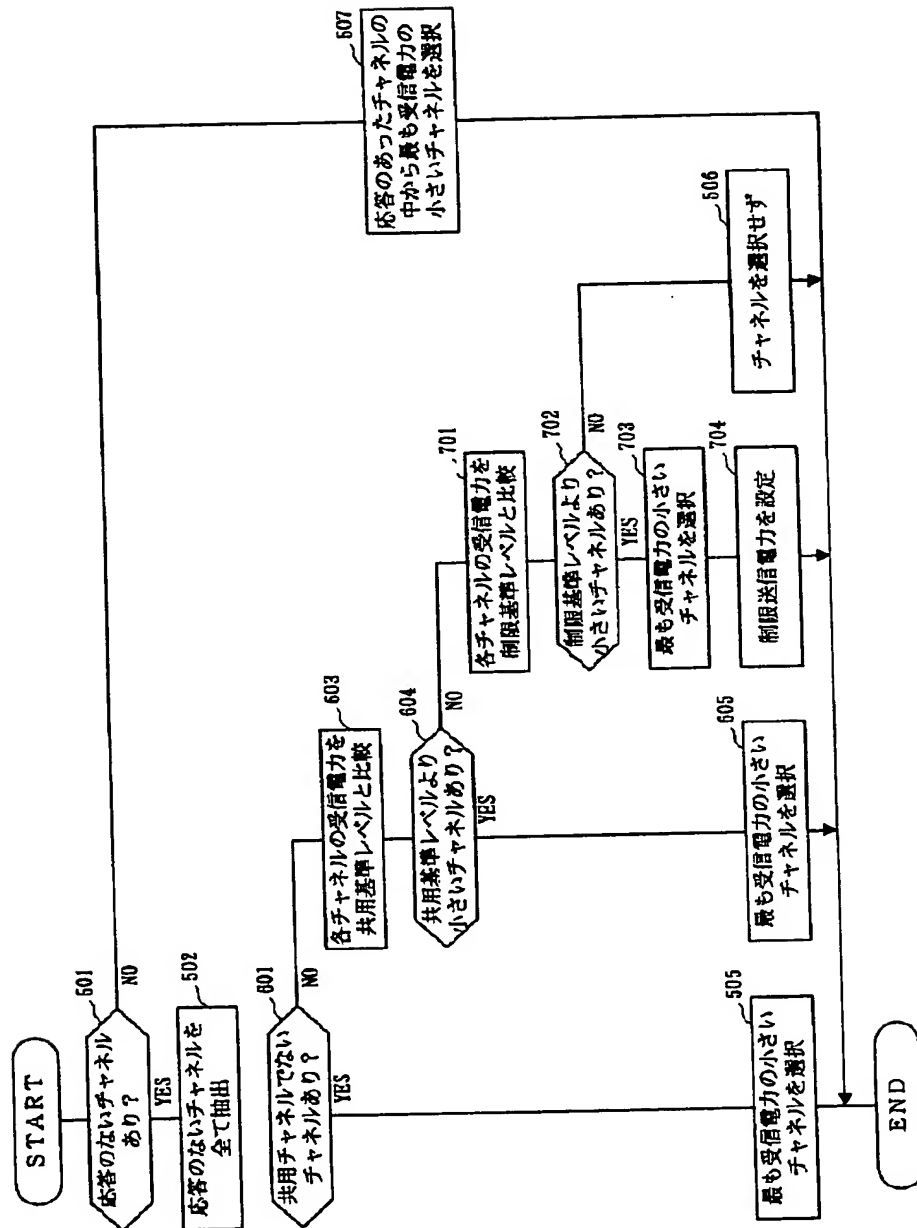 START
501
応答のないチャネル
あり?
NO
YES
502
応答のないチャネルを
全て抽出
601
共用チャネルでない
チャネルあり?
NO
YES
603
各チャネルの受信電力を
共用基準レベルと比較
604
共用基準レベルより
小さいチャネルあり?
NO
YES
701
各チャネルの受信電力を
制限基準レベルと比較
702
制限基準レベルより
小さいチャネルあり?
NO
YES
703
最も受信電力の小さい
チャネルを選択
704
制限送信電力を設定
505
最も受信電力の小さい
チャネルを選択
605
最も受信電力の小さい
チャネルを選択
506
チャネルを選択せず
507
応答のあったチャネルの
中から最も受信電力の
小さいチャネルを選択
END